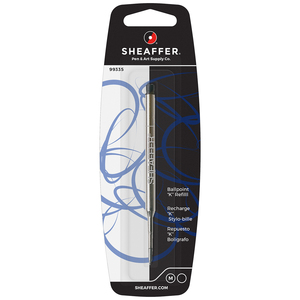 SHEAFFER.
Pen & Art Supply Co.
99335
SHEAFFER
Ballpoint
"K" Refill
Recharge
"K"
Stylo-bille
Repuesto
"K"
Bolígrafo
M
SHEAFFER.COM